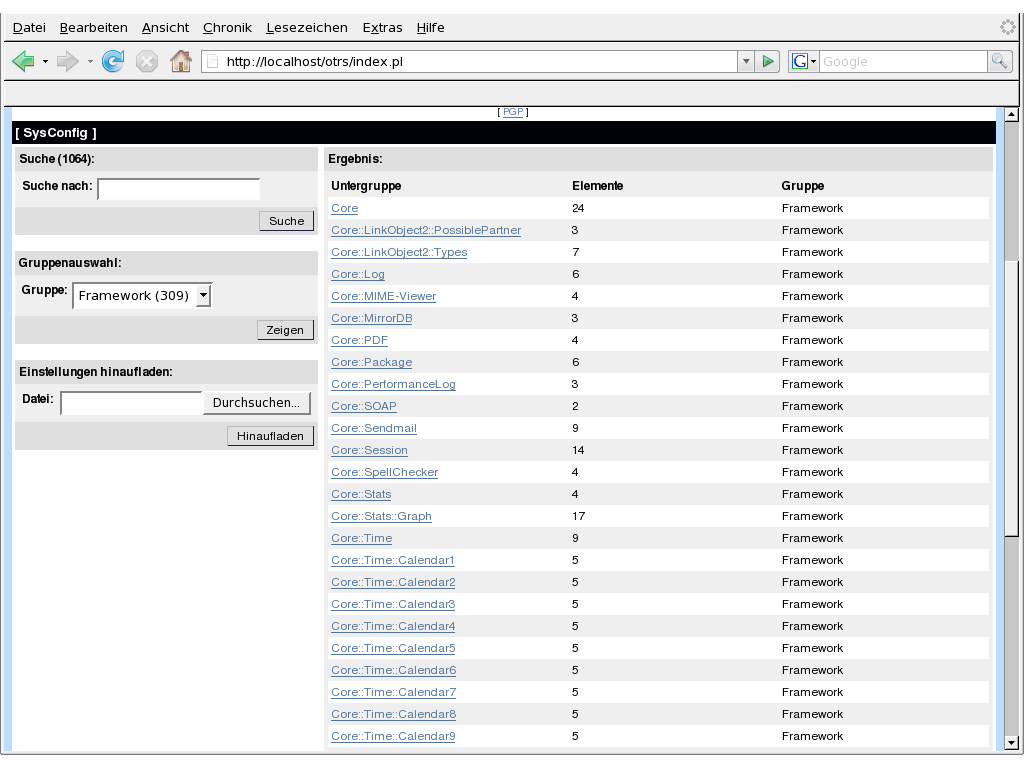 Datei Bearbeiten Ansicht Chronik Lesezeichen Extras Hilfe
http://localhost/otrs/index.pl G Google
[ PGP ]
[ SysConfig ]
Suche (1064):
Suche nach:
Suche
Gruppenauswahl:
Gruppe: Framework (309)
Zeigen
Einstellungen hinaufladen:
Datei: Durchsuchen...
Hinaufladen
Ergebnis:
Untergruppe Elemente Gruppe
Core 24 Framework
Core::LinkObject2::PossiblePartner 3 Framework
Core::LinkObject2::Types 7 Framework
Core::Log 6 Framework
Core::MIME-Viewer 4 Framework
Core::MirrorDB 3 Framework
Core::PDF 4 Framework
Core::Package 6 Framework
Core::PerformanceLog 3 Framework
Core::SOAP 2 Framework
Core::Sendmail 9 Framework
Core::Session 14 Framework
Core::SpellChecker 4 Framework
Core::Stats 4 Framework
Core::Stats::Graph 17 Framework
Core::Time 9 Framework
Core::Time::Calendar1 5 Framework
Core::Time::Calendar2 5 Framework
Core::Time::Calendar3 5 Framework
Core::Time::Calendar4 5 Framework
Core::Time::Calendar5 5 Framework
Core::Time::Calendar6 5 Framework
Core::Time::Calendar7 5 Framework
Core::Time::Calendar8 5 Framework
Core::Time::Calendar9 5 Framework